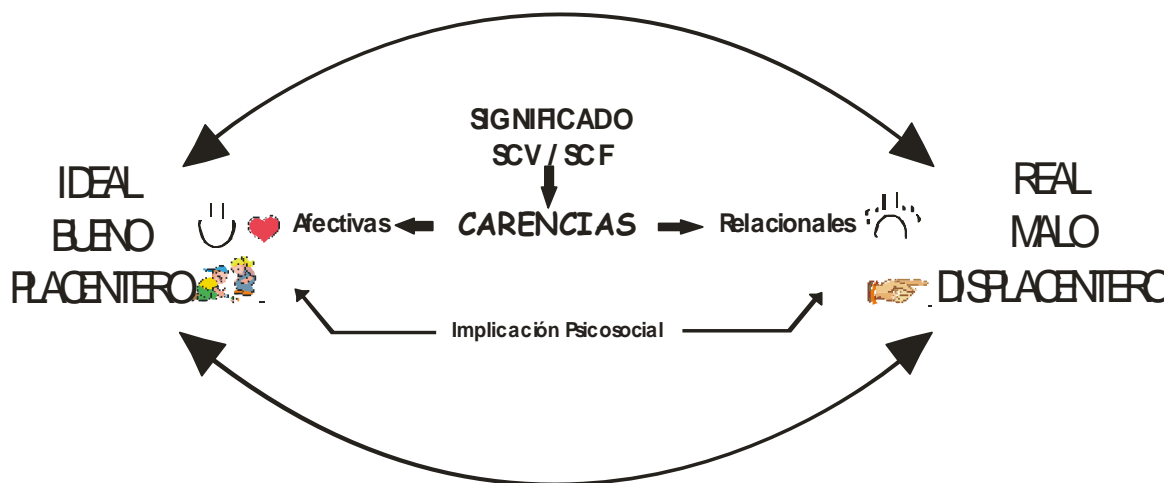 SIGNIFICADO
SCV / SCF
IDEAL
BUENO
PLACENTERO
Afectivas
CARENCIAS
Relacionales
REAL
MALO
DISPLACENTERO
Implicación Psicosocial